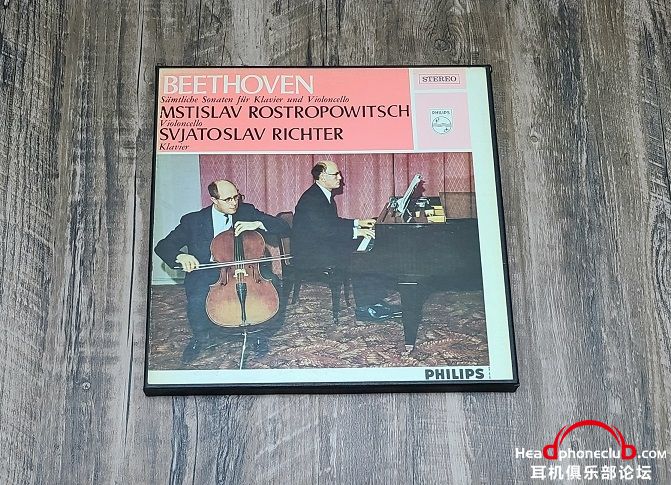 BEETHOVEN
Sämtliche Sonaten für Klavier und Violoncello
MSTISLAV ROSTROPOWITSCH
Violoncello
SVJATOSLAV RICHTER
Klavier
STEREO
PHILIPS
PHILIPS
Headphoneclub.com
耳机俱乐部论坛